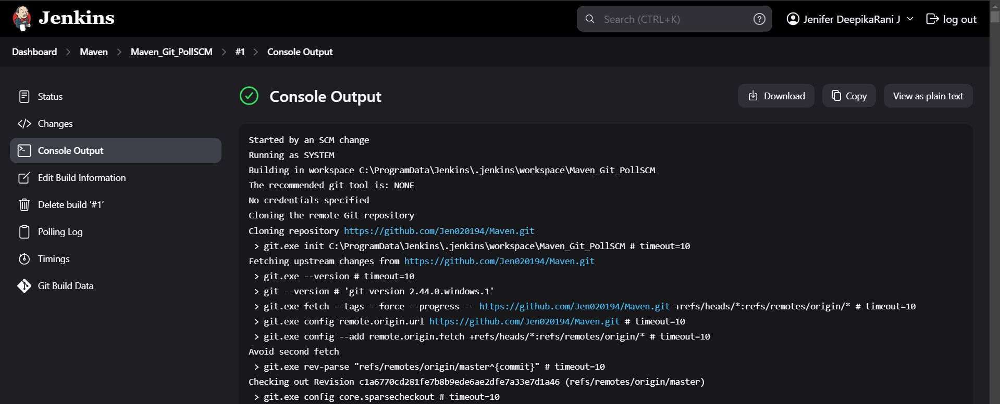 Jenkins
Search (CTRL+K)
Jenifer DeepikaRani J
log out
Dashboard > Maven > Maven_Git_PollSCM > #1 > Console Output
Status
Changes
Console Output
Edit Build Information
Delete build ‘#1’
Polling Log
Timings
Git Build Data
Console Output
Download
Copy
View as plain text
Started by an SCM change
Running as SYSTEM
Building in workspace C:\ProgramData\Jenkins\.jenkins\workspace\Maven_Git_PollSCM
The recommended git tool is: NONE
No credentials specified
Cloning the remote Git repository
Cloning repository https://github.com/Jen020194/Maven.git
 > git.exe init C:\ProgramData\Jenkins\.jenkins\workspace\Maven_Git_PollSCM # timeout=10
Fetching upstream changes from https://github.com/Jen020194/Maven.git
 > git.exe --version # timeout=10
 > git --version # 'git version 2.44.0.windows.1'
 > git.exe fetch --tags --force --progress -- https://github.com/Jen020194/Maven.git +refs/heads/*:refs/remotes/origin/* # timeout=10
 > git.exe config remote.origin.url https://github.com/Jen020194/Maven.git # timeout=10
 > git.exe config --add remote.origin.fetch +refs/heads/*:refs/remotes/origin/* # timeout=10
Avoid second fetch
 > git.exe rev-parse "refs/remotes/origin/master^{commit}" # timeout=10
Checking out Revision c1a6770cd281fe7b8b9ede6ae2dfe7a33e7d1a46 (refs/remotes/origin/master)
 > git.exe config core.sparsecheckout # timeout=10